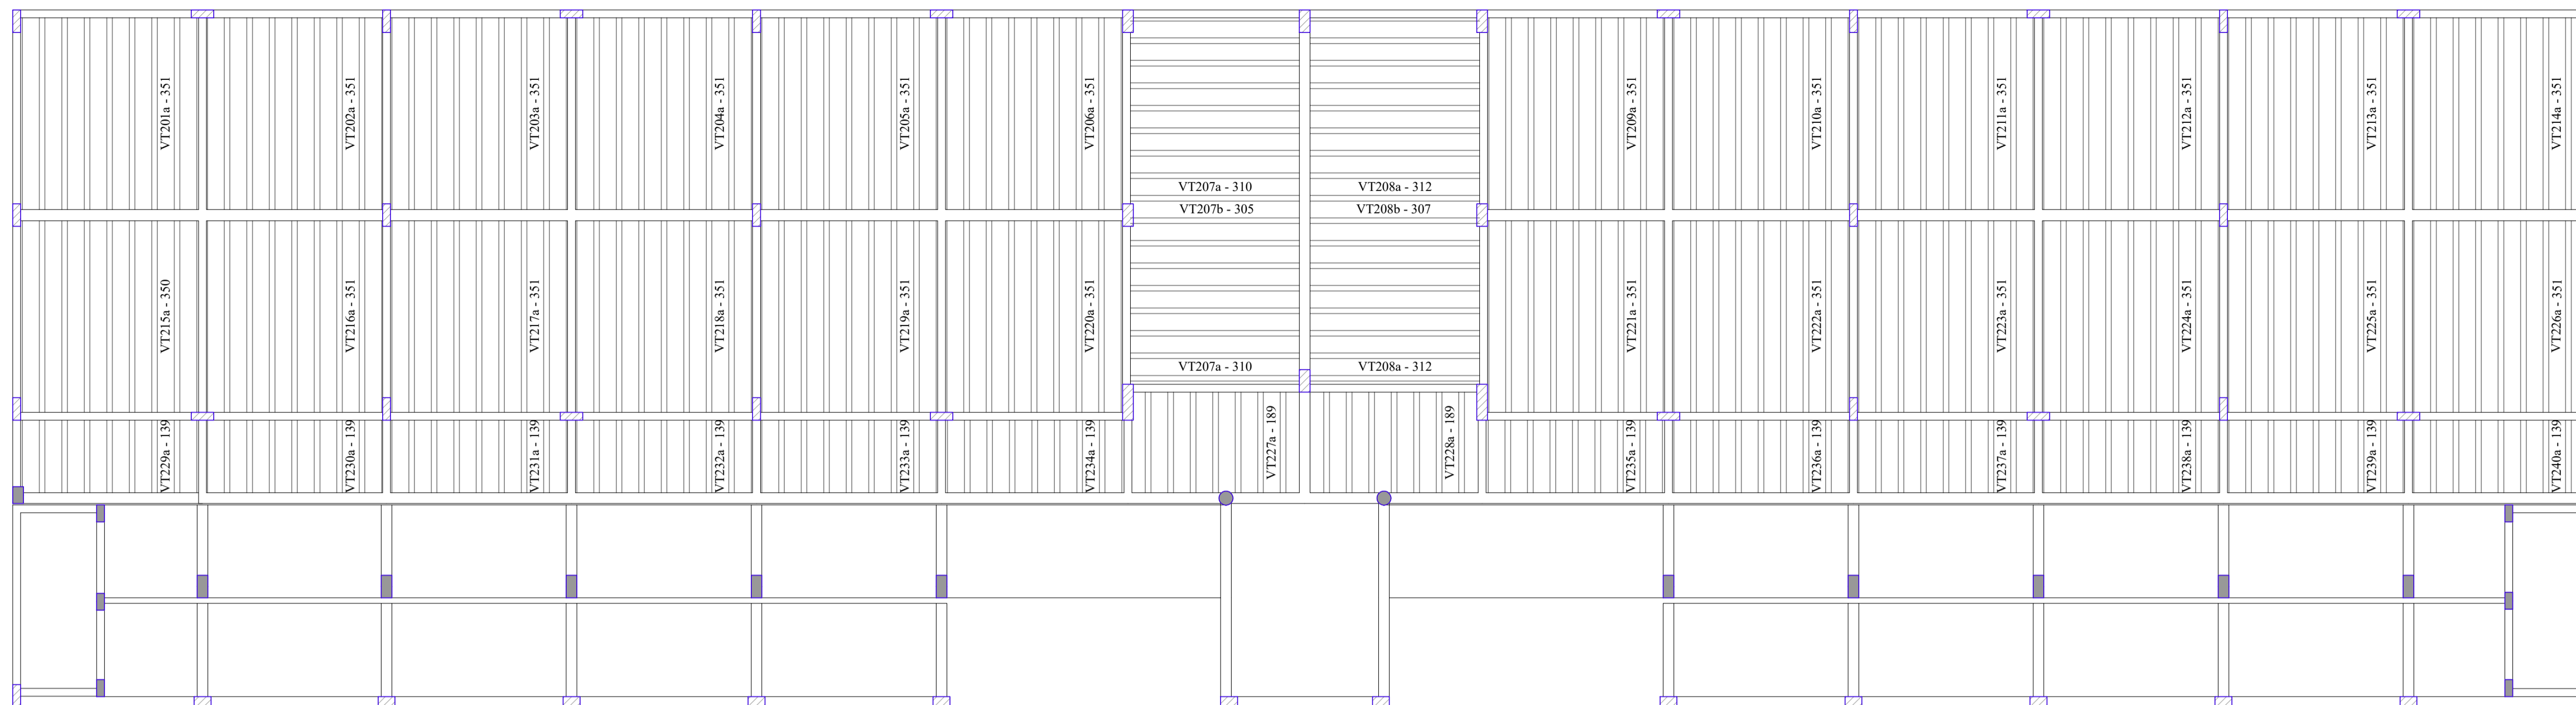 VT201a - 351
VT202a - 351
VT203a - 351
VT204a - 351
VT205a - 351
VT206a - 351
VT207a - 310
VT208a - 312
VT207b - 305
VT208b - 307
VT209a - 351
VT210a - 351
VT211a - 351
VT212a - 351
VT213a - 351
VT214a - 351
VT215a - 350
VT216a - 351
VT217a - 351
VT218a - 351
VT219a - 351
VT220a - 351
VT207a - 310
VT208a - 312
VT221a - 351
VT222a - 351
VT223a - 351
VT224a - 351
VT225a - 351
VT226a - 351
VT229a - 139
VT230a - 139
VT231a - 139
VT232a - 139
VT233a - 139
VT234a - 139
VT227a - 189
VT228a - 189
VT235a - 139
VT236a - 139
VT237a - 139
VT238a - 139
VT239a - 139
VT240a - 139